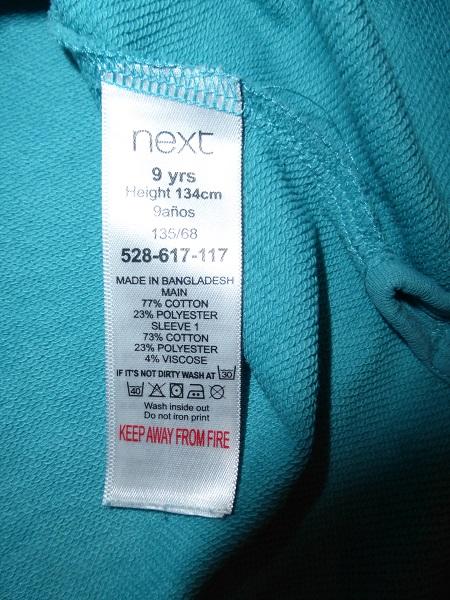 next
9 yrs
Height 134cm
9años
135/68
528-617-117
MADE IN BANGLADESH
MAIN
77% COTTON
23% POLYESTER
SLEEVE 1
73% COTTON
23% POLYESTER
4% VISCOSE
IF IT'S NOT DIRTY WASH AT 30
40
Wash inside out
Do not iron print
KEEP AWAY FROM FIRE